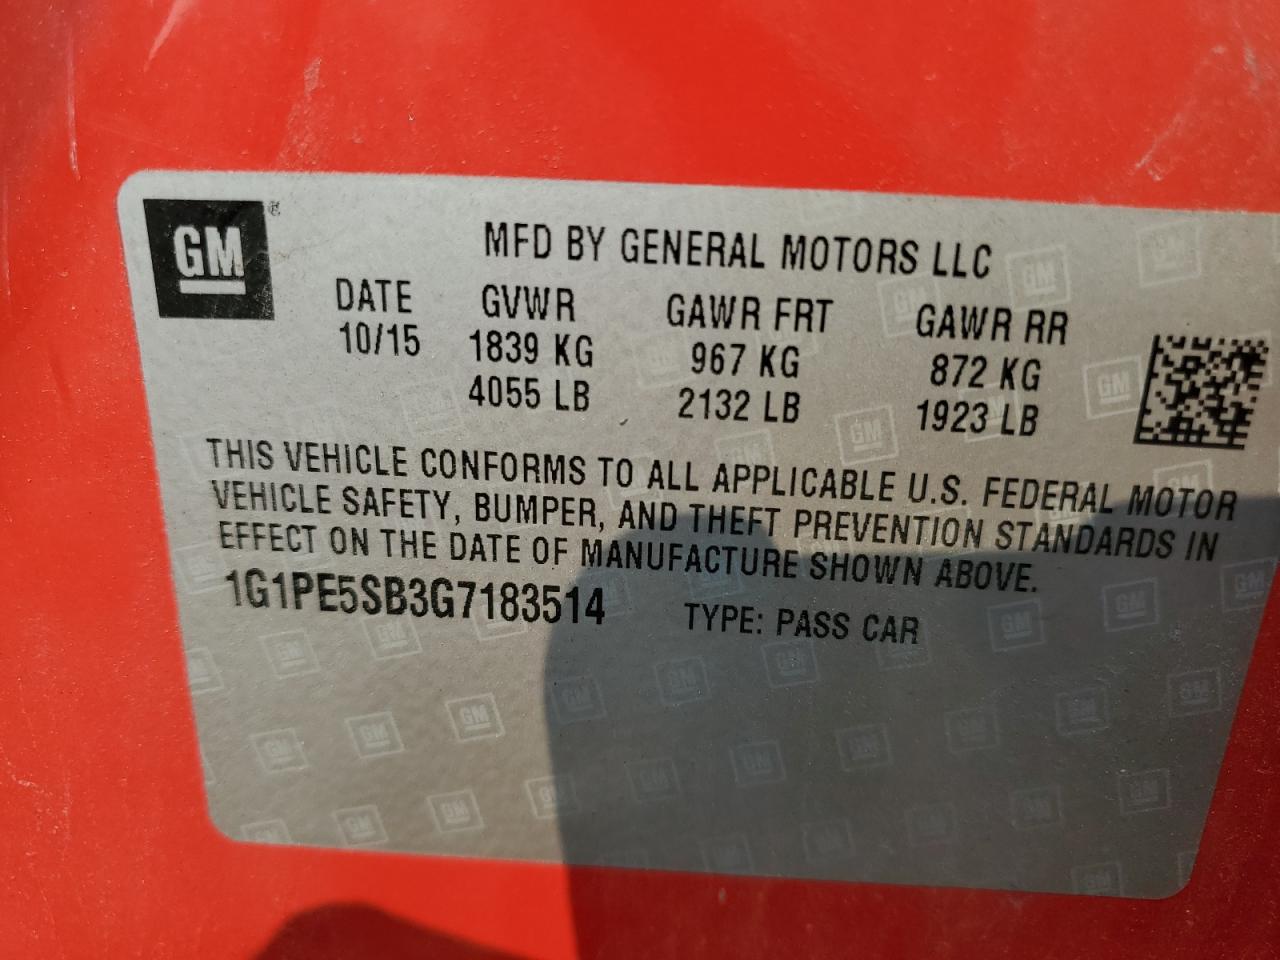 GM ®
MFD BY GENERAL MOTORS LLC
DATE GVWR GAWR FRT GAWR RR
10/15 1839 KG 967 KG 872 KG
4055 LB 2132 LB 1923 LB
THIS VEHICLE CONFORMS TO ALL APPLICABLE U.S. FEDERAL MOTOR
VEHICLE SAFETY, BUMPER, AND THEFT PREVENTION STANDARDS IN
EFFECT ON THE DATE OF MANUFACTURE SHOWN ABOVE.
1G1PE5SB3G7183514 TYPE: PASS CAR